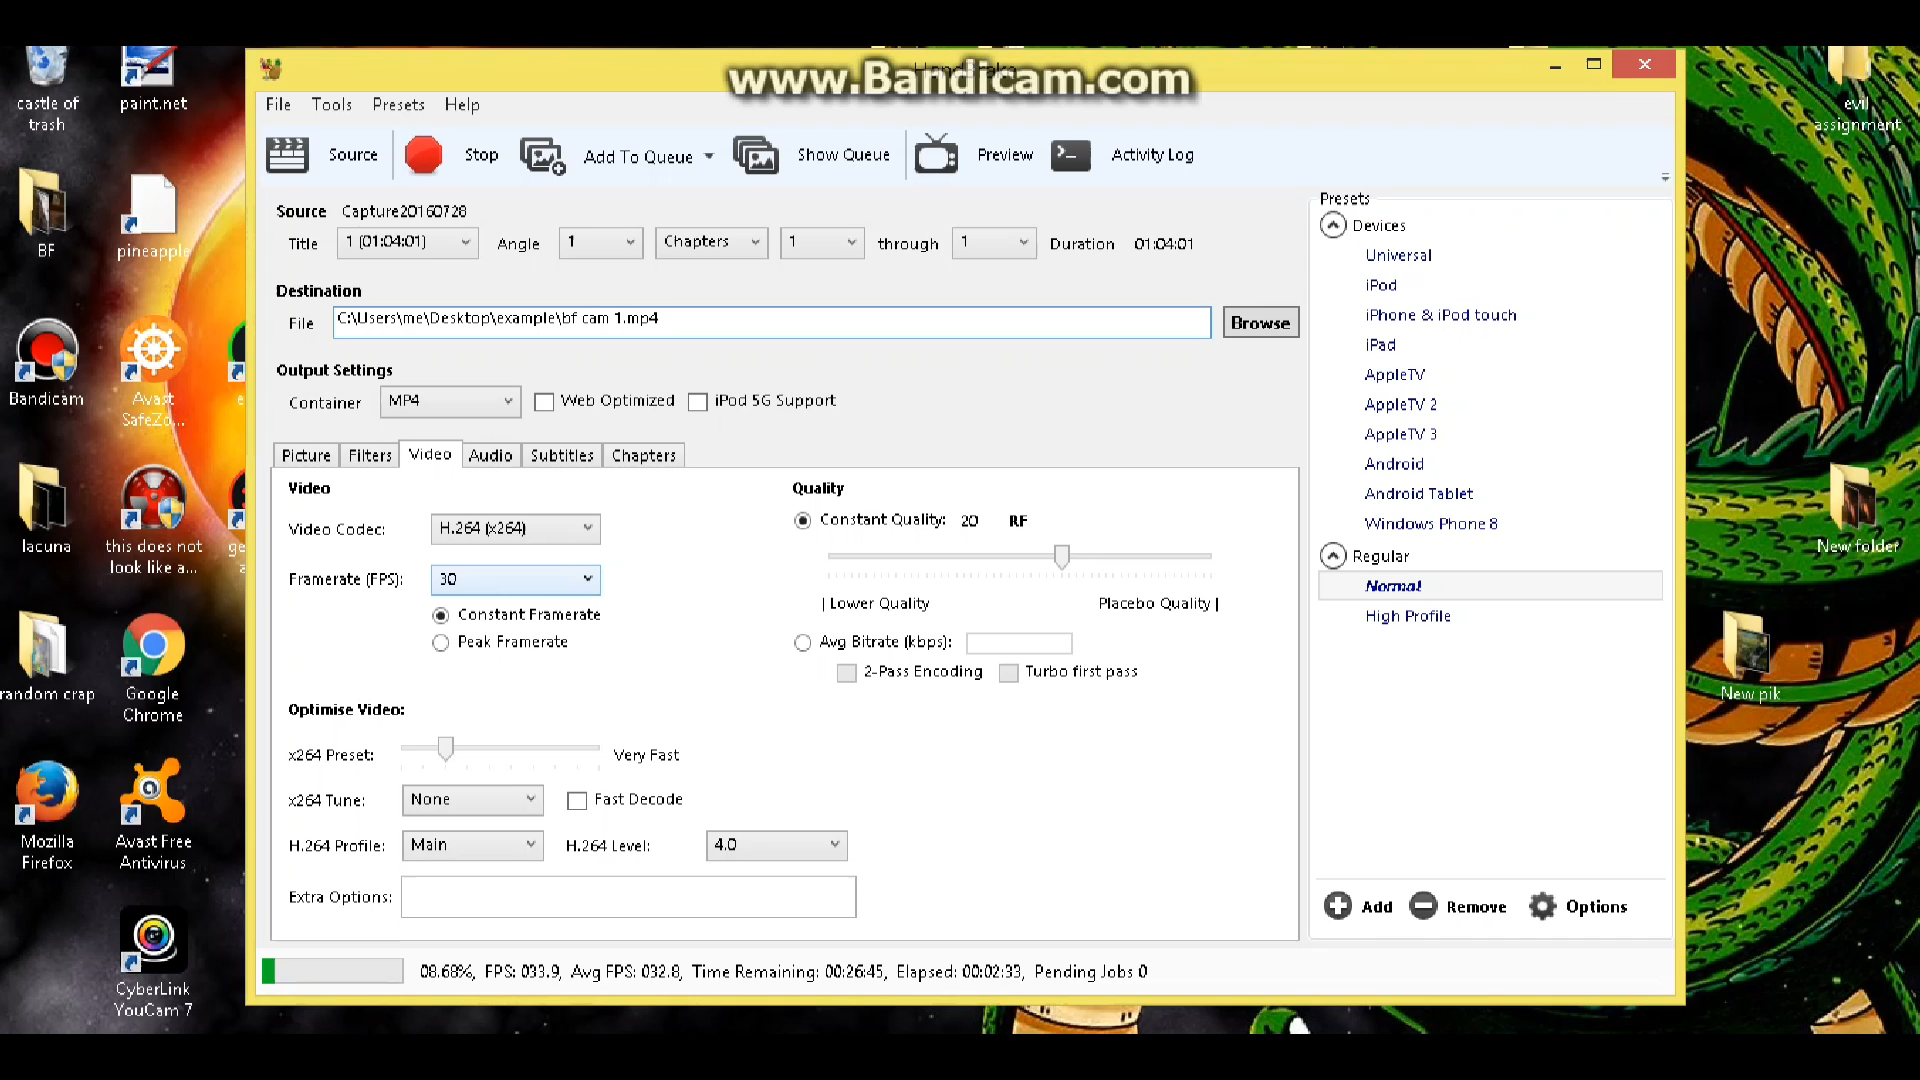 www.Bandicam.com
File Tools Presets Help
Source Stop Add To Queue Show Queue Preview Activity Log
Source Capture20160728
Title 1 (01:04:01) Angle 1 Chapters 1 through 1 Duration 01:04:01
Destination
File C:\Users\me\Desktop\example\bf cam 1.mp4 Browse
Output Settings
Container MP4 Web Optimized iPod 5G Support
Picture Filters Video Audio Subtitles Chapters
Video
Video Codec: H.264 (x264)
Framerate (FPS): 30
Constant Framerate
Peak Framerate
Quality
Constant Quality: 20 RF
| Lower Quality Placebo Quality |
Avg Bitrate (kbps):
2-Pass Encoding Turbo first pass
Optimise Video:
x264 Preset: Very Fast
x264 Tune: None Fast Decode
H.264 Profile: Main H.264 Level: 4.0
Extra Options:
08.68%, FPS: 033.9, Avg FPS: 032.8, Time Remaining: 00:26:45, Elapsed: 00:02:33, Pending Jobs 0
Presets
Devices
Universal
iPod
iPhone & iPod touch
iPad
AppleTV
AppleTV 2
AppleTV 3
Android
Android Tablet
Windows Phone 8
Regular
Normal
High Profile
Add Remove Options
castle of
trash
paint.net
BF
pineapple
Bandicam
Avast
SafeZo...
lacuna
this does not
look like a...
random crap
Google
Chrome
Mozilla
Firefox
Avast Free
Antivirus
CyberLink
YouCam 7
evil
assignment
New folder
New pik